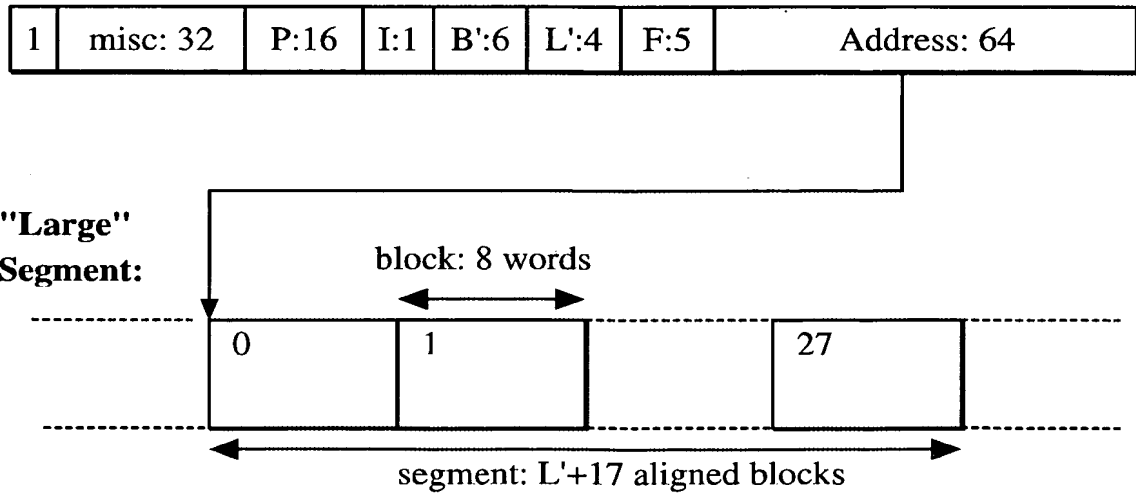 1 misc: 32 P:16 I:1 B':6 L':4 F:5 Address: 64
"Large"
Segment:
block: 8 words
0 1 27
segment: L'+17 aligned blocks